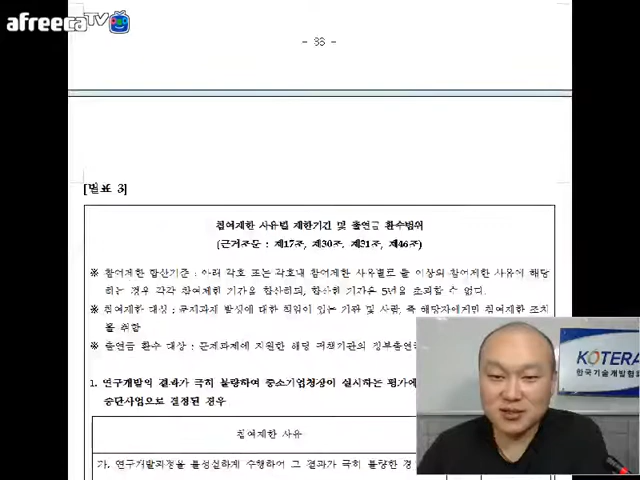 afreecaTV
- 36 -
[별표 3]
참여제한 사유별 제한기간 및 출연금 환수범위
(근거조문 : 제17조, 제30조, 제31조, 제46조)
※ 참여제한 합산기준 : 아래 각호 또는 각호내 참여제한 사유별로 둘 이상의 참여제한 사유에 해당
하는 경우 각각 참여제한 기간을 합산하되, 합산한 기간은 5년을 초과할 수 없다.
※ 참여제한 대상 : 문제과제 발생에 대한 책임이 있는 기관 및 사람, 즉 해당자에게만 참여제한 조치
를 취함
※ 출연금 환수 대상 : 문제과제에 지원한 해당 귀책기관의 정부출연금
1. 연구개발의 결과가 극히 불량하여 중소기업청장이 실시하는 평가에
중단사업으로 결정된 경우
참여제한 사유
가. 연구개발과정을 불성실하게 수행하여 그 결과가 극히 불량한 경
KOTERA
한국기술개발협회